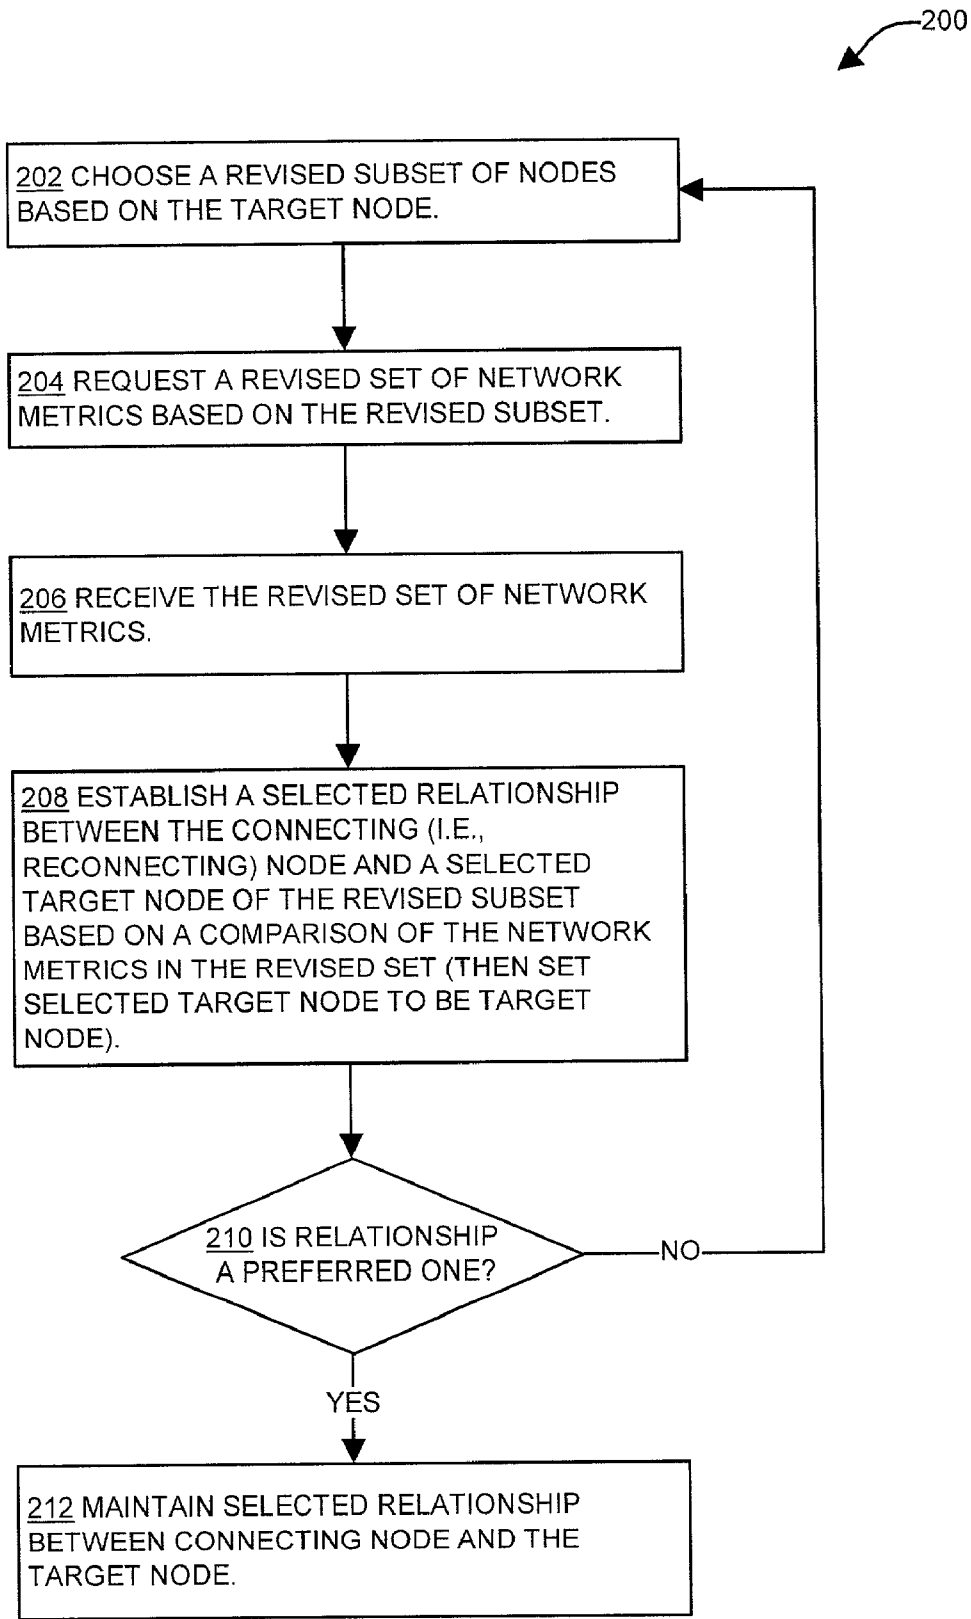 200
202 CHOOSE A REVISED SUBSET OF NODES
BASED ON THE TARGET NODE.
204 REQUEST A REVISED SET OF NETWORK
METRICS BASED ON THE REVISED SUBSET.
206 RECEIVE THE REVISED SET OF NETWORK
METRICS.
208 ESTABLISH A SELECTED RELATIONSHIP
BETWEEN THE CONNECTING (I.E.,
RECONNECTING) NODE AND A SELECTED
TARGET NODE OF THE REVISED SUBSET
BASED ON A COMPARISON OF THE NETWORK
METRICS IN THE REVISED SET (THEN SET
SELECTED TARGET NODE TO BE TARGET
NODE).
210 IS RELATIONSHIP
A PREFERRED ONE?
NO
YES
212 MAINTAIN SELECTED RELATIONSHIP
BETWEEN CONNECTING NODE AND THE
TARGET NODE.